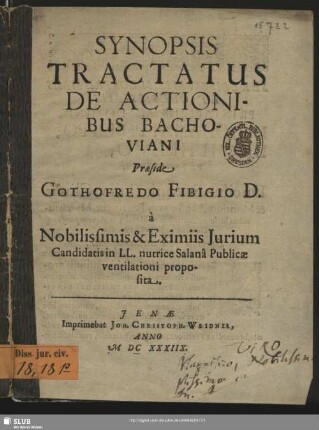 15722
SYNOPSIS
TRACTATUS
DE ACTIONI-
BUS BACHO-
VIANI
Præside
GOTHOFREDO FIBIGIO D.
à
Nobilissimis & Eximiis Jurium
Candidatis in LL. nutrice Salanâ Publicæ
ventilationi propo-
sita.
JENÆ
Imprimebat JOH. CHRISTOPH. WEIDNER,
ANNO
M DC XXXIIX.
Diss. jur. civ.
18, 18 
SLUB